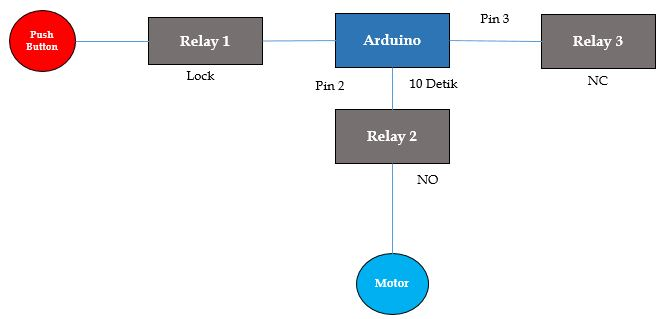 Push
Button
Relay 1
Lock
Arduino
Pin 3
Relay 3
NC
Pin 2
10 Detik
Relay 2
NO
Motor